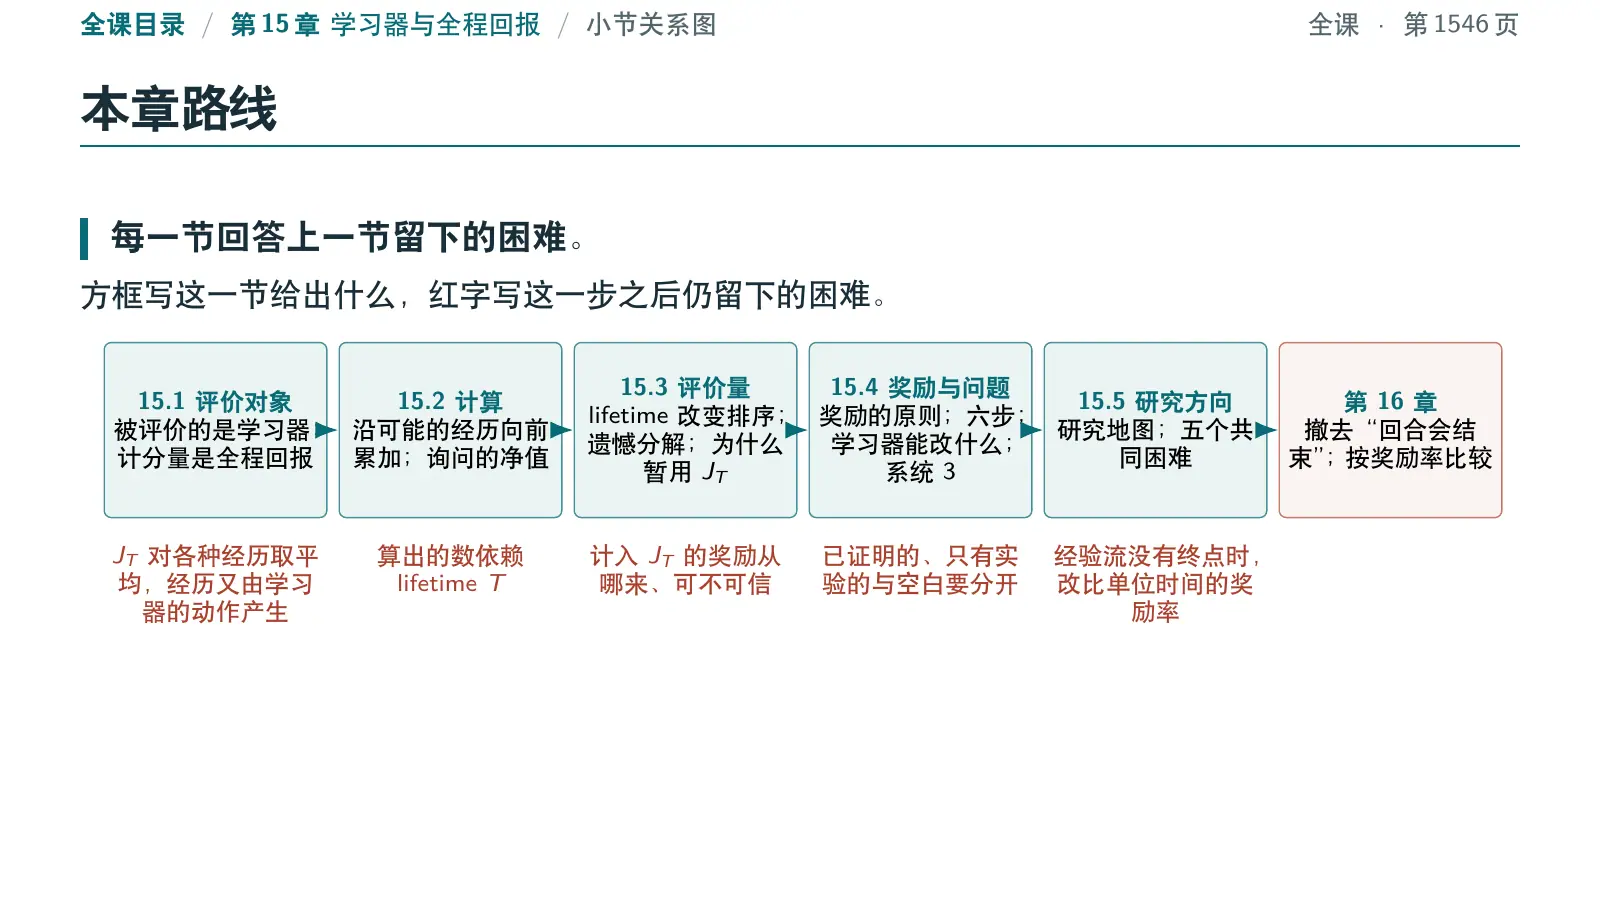 全课目录 / 第 15 章 学习器与全程回报 / 小节关系图
全课 · 第 1546 页
本章路线
每一节回答上一节留下的困难。
方框写这一节给出什么，红字写这一步之后仍留下的困难。
15.1 评价对象
被评价的是学习器
计分量是全程回报
15.2 计算
沿可能的经历向前
累加；询问的净值
15.3 评价量
lifetime 改变排序；
遗憾分解；为什么
暂用 J_T
15.4 奖励与问题
奖励的原则；六步；
学习器能改什么；
系统 3
15.5 研究方向
研究地图；五个共
同困难
第 16 章
撤去 “回合会结
束”；按奖励率比较
J_T 对各种经历取平
均，经历又由学习
器的动作产生
算出的数依赖
lifetime T
计入 J_T 的奖励从
哪来、可不可信
已证明的、只有实
验的与空白要分开
经验流没有终点时，
改比单位时间的奖
励率